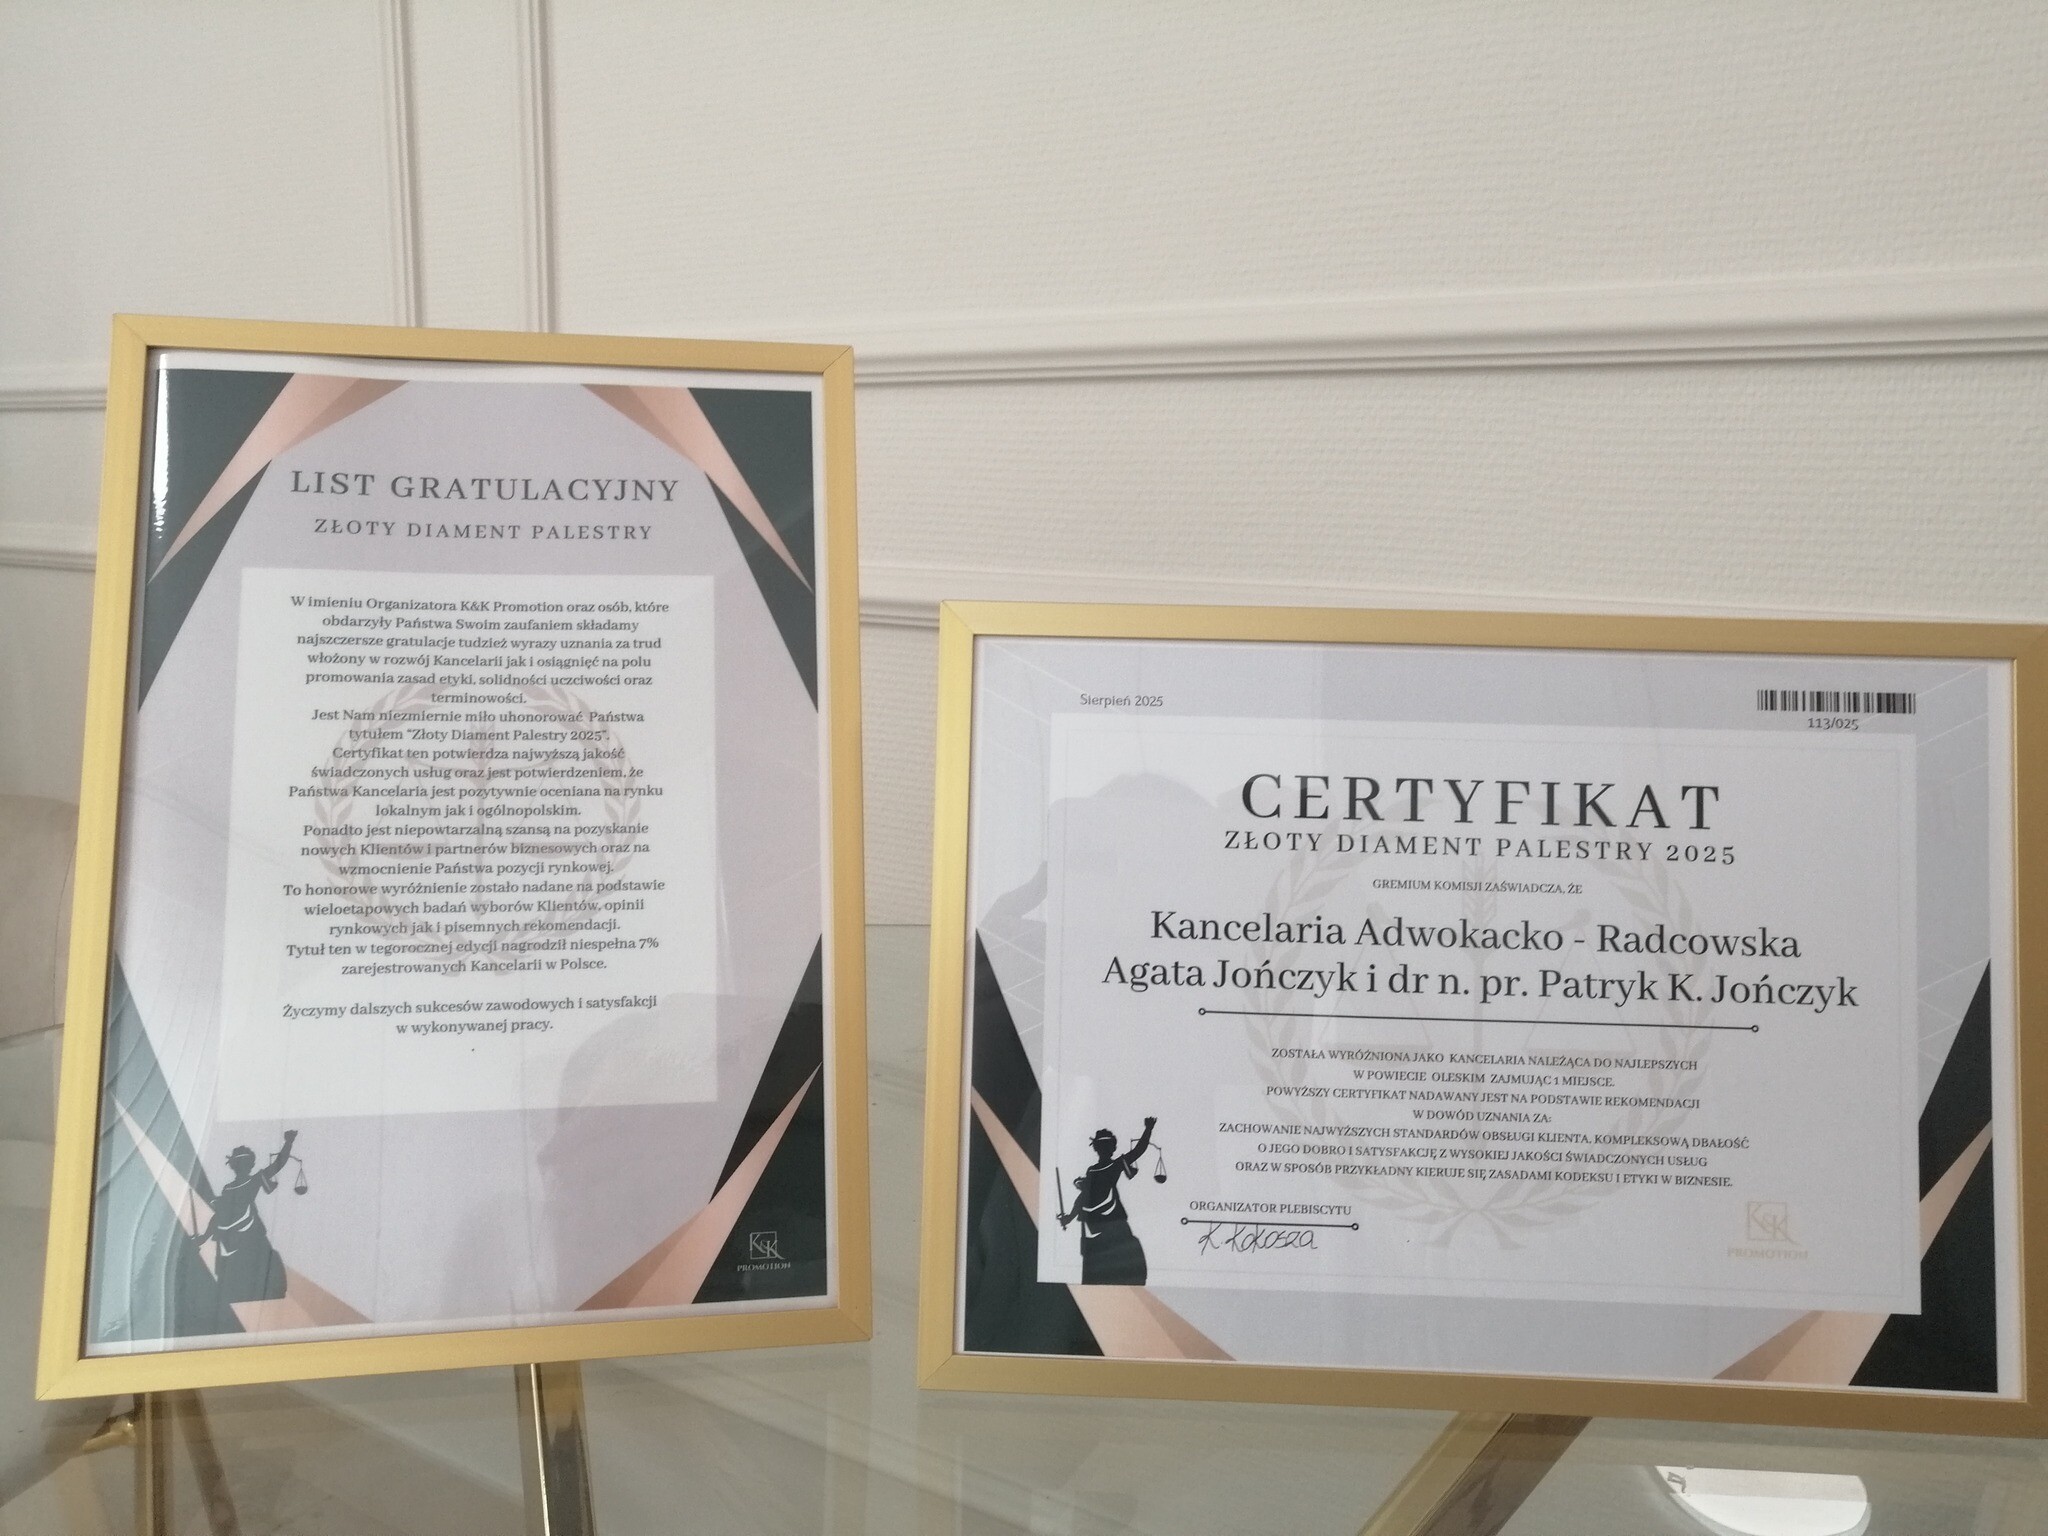 LIST GRATULACYJNY
ZŁOTY DIAMENT PALESTRY
W imieniu Organizatora K&K Promotion oraz osób, które
obdarzyły Państwa Swoim zaufaniem składamy
najszczersze gratulacje tudzież wyrazy uznania za trud
włożony w rozwój Kancelarii jak i osiągnięć na polu
promowania zasad etyki, solidności uczciwości oraz
terminowości.
Jest Nam niezmiernie miło uhonorować Państwa
tytułem "Złoty Diament Palestry 2025".
Certyfikat ten potwierdza najwyższą jakość
świadczonych usług oraz jest potwierdzeniem, że
Państwa Kancelaria jest pozytywnie oceniana na rynku
lokalnym jak i ogólnopolskim.
Ponadto jest niepowtarzalną szansą na pozyskanie
nowych Klientów i partnerów biznesowych oraz na
wzmocnienie Państwa pozycji rynkowej.
To honorowe wyróżnienie zostało nadane na podstawie
wieloetapowych badań wyborów Klientów, opinii
rynkowych jak i pisemnych rekomendacji.
Tytuł ten w tegorocznej edycji nagrodził niespełna 7%
zarejestrowanych Kancelarii w Polsce.
Życzymy dalszych sukcesów zawodowych i satysfakcji
w wykonywanej pracy.
K&K
PROMOTION
Sierpień 2025
113/025
CERTYFIKAT
ZŁOTY DIAMENT PALESTRY 2025
GREMIUM KOMISJI ZAŚWIADCZA, ŻE
Kancelaria Adwokacko - Radcowska
Agata Jończyk i dr n. pr. Patryk K. Jończyk
ZOSTAŁA WYRÓŻNIONA JAKO KANCELARIA NALEŻĄCA DO NAJLEPSZYCH
W POWIECIE OLESKIM ZAJMUJĄC 1 MIEJSCE.
POWYŻSZY CERTYFIKAT NADAWANY JEST NA PODSTAWIE REKOMENDACJI
W DOWÓD UZNANIA ZA:
ZACHOWANIE NAJWYŻSZYCH STANDARDÓW OBSŁUGI KLIENTA, KOMPLEKSOWĄ DBAŁOŚĆ
O JEGO DOBRO I SATYSFAKCJĘ Z WYSOKIEJ JAKOŚCI ŚWIADCZONYCH USŁUG
ORAZ W SPOSÓB PRZYKŁADNY KIERUJE SIĘ ZASADAMI KODEKSU I ETYKI W BIZNESIE.
ORGANIZATOR PLEBISCYTU
K. Kokosza
K&K
PROMOTION